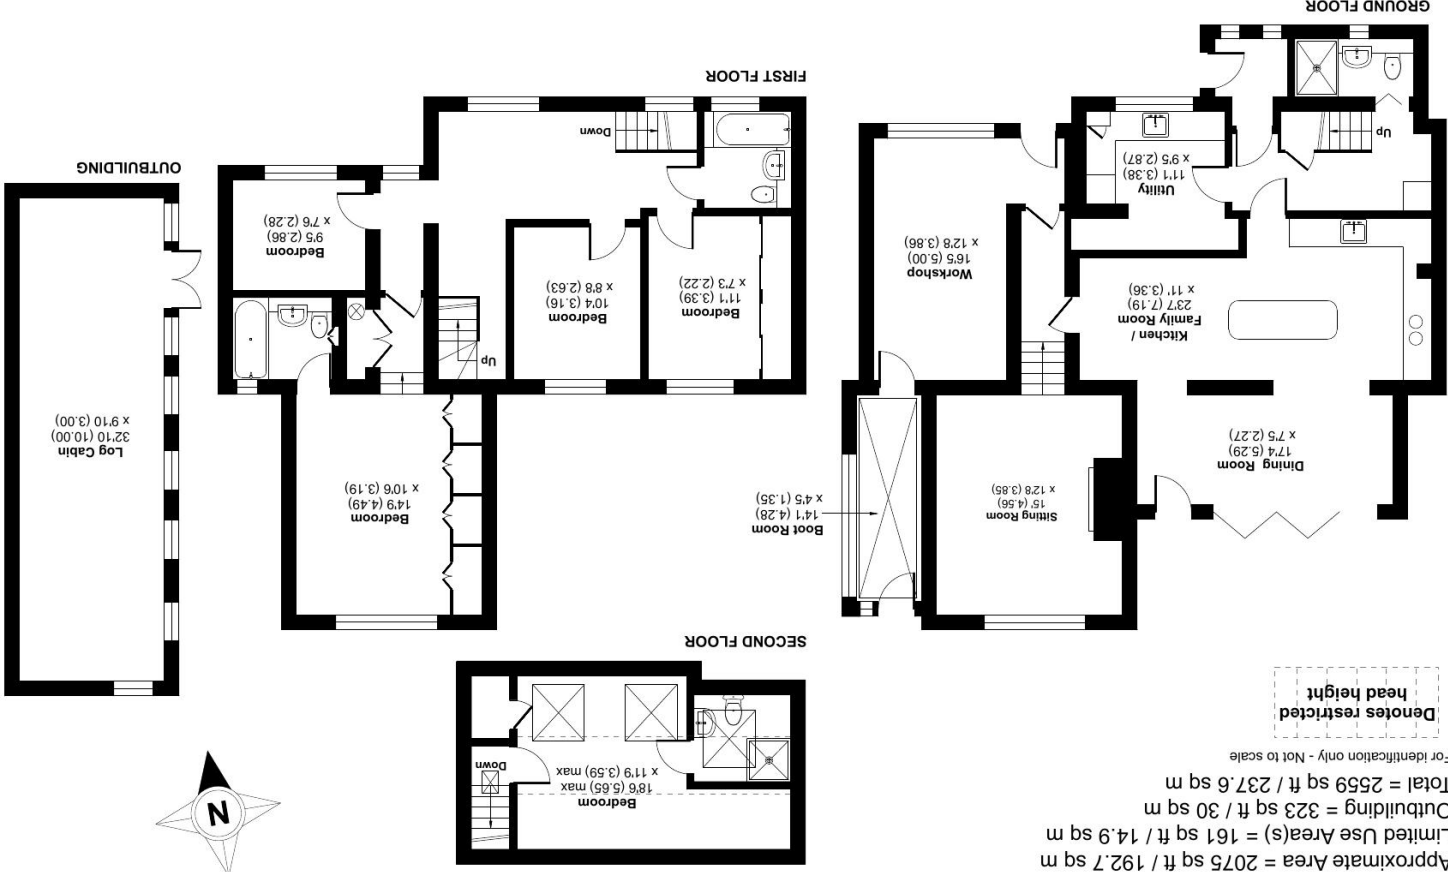 Approximate Area = 2075 sq ft / 192.7 sq m
Limited Use Area(s) = 161 sq ft / 14.9 sq m
Outbuilding = 323 sq ft / 30 sq m
Total = 2559 sq ft / 237.6 sq m
For identification only - Not to scale
Denotes restricted
head height
N
Bedroom
18'6 (5.65) max
x 11'9 (3.59) max
Down
SECOND FLOOR
Dining Room
17'4 (5.29)
x 7'5 (2.27)
Sitting Room
15' (4.56)
x 12'8 (3.85)
Boot Room
14'1 (4.28)
x 4'5 (1.35)
Kitchen /
Family Room
23'7 (7.19)
x 11' (3.36)
Workshop
16'5 (5.00)
x 12'8 (3.86)
Utility
11'1 (3.38)
x 9'5 (2.87)
Up
GROUND FLOOR
Bedroom
14'9 (4.49)
x 10'6 (3.19)
Up
Bedroom
11'1 (3.39)
x 7'3 (2.22)
Bedroom
10'4 (3.16)
x 8'8 (2.63)
Bedroom
9'5 (2.86)
x 7'6 (2.28)
Down
FIRST FLOOR
Log Cabin
32'10 (10.00)
x 9'10 (3.00)
OUTBUILDING